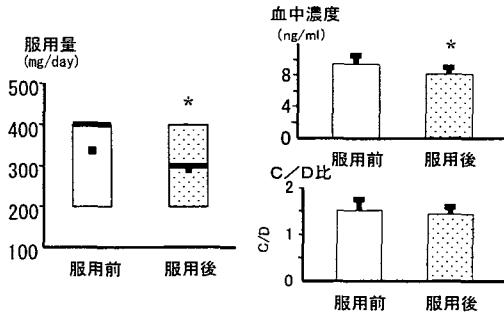 服用量
(mg/day)
500
400
300
200
100
*
服用前
服用後
血中濃度
(ng/ml)
8
4
0
*
服用前
服用後
C/D比
2
1
0
C/D
服用前
服用後